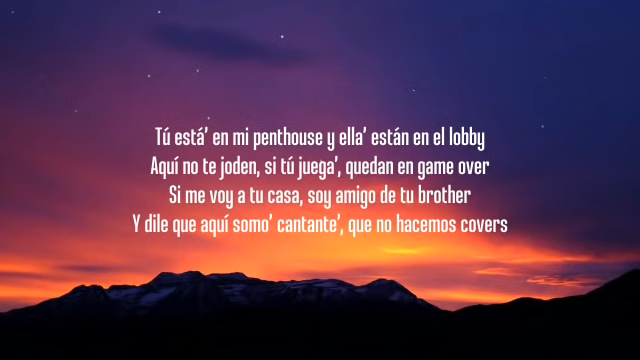 Tú está' en mi penthouse y ella' están en el lobby
Aquí no te joden, si tú juega', quedan en game over
Si me voy a tu casa, soy amigo de tu brother
Y dile que aquí somo' cantante', que no hacemos covers